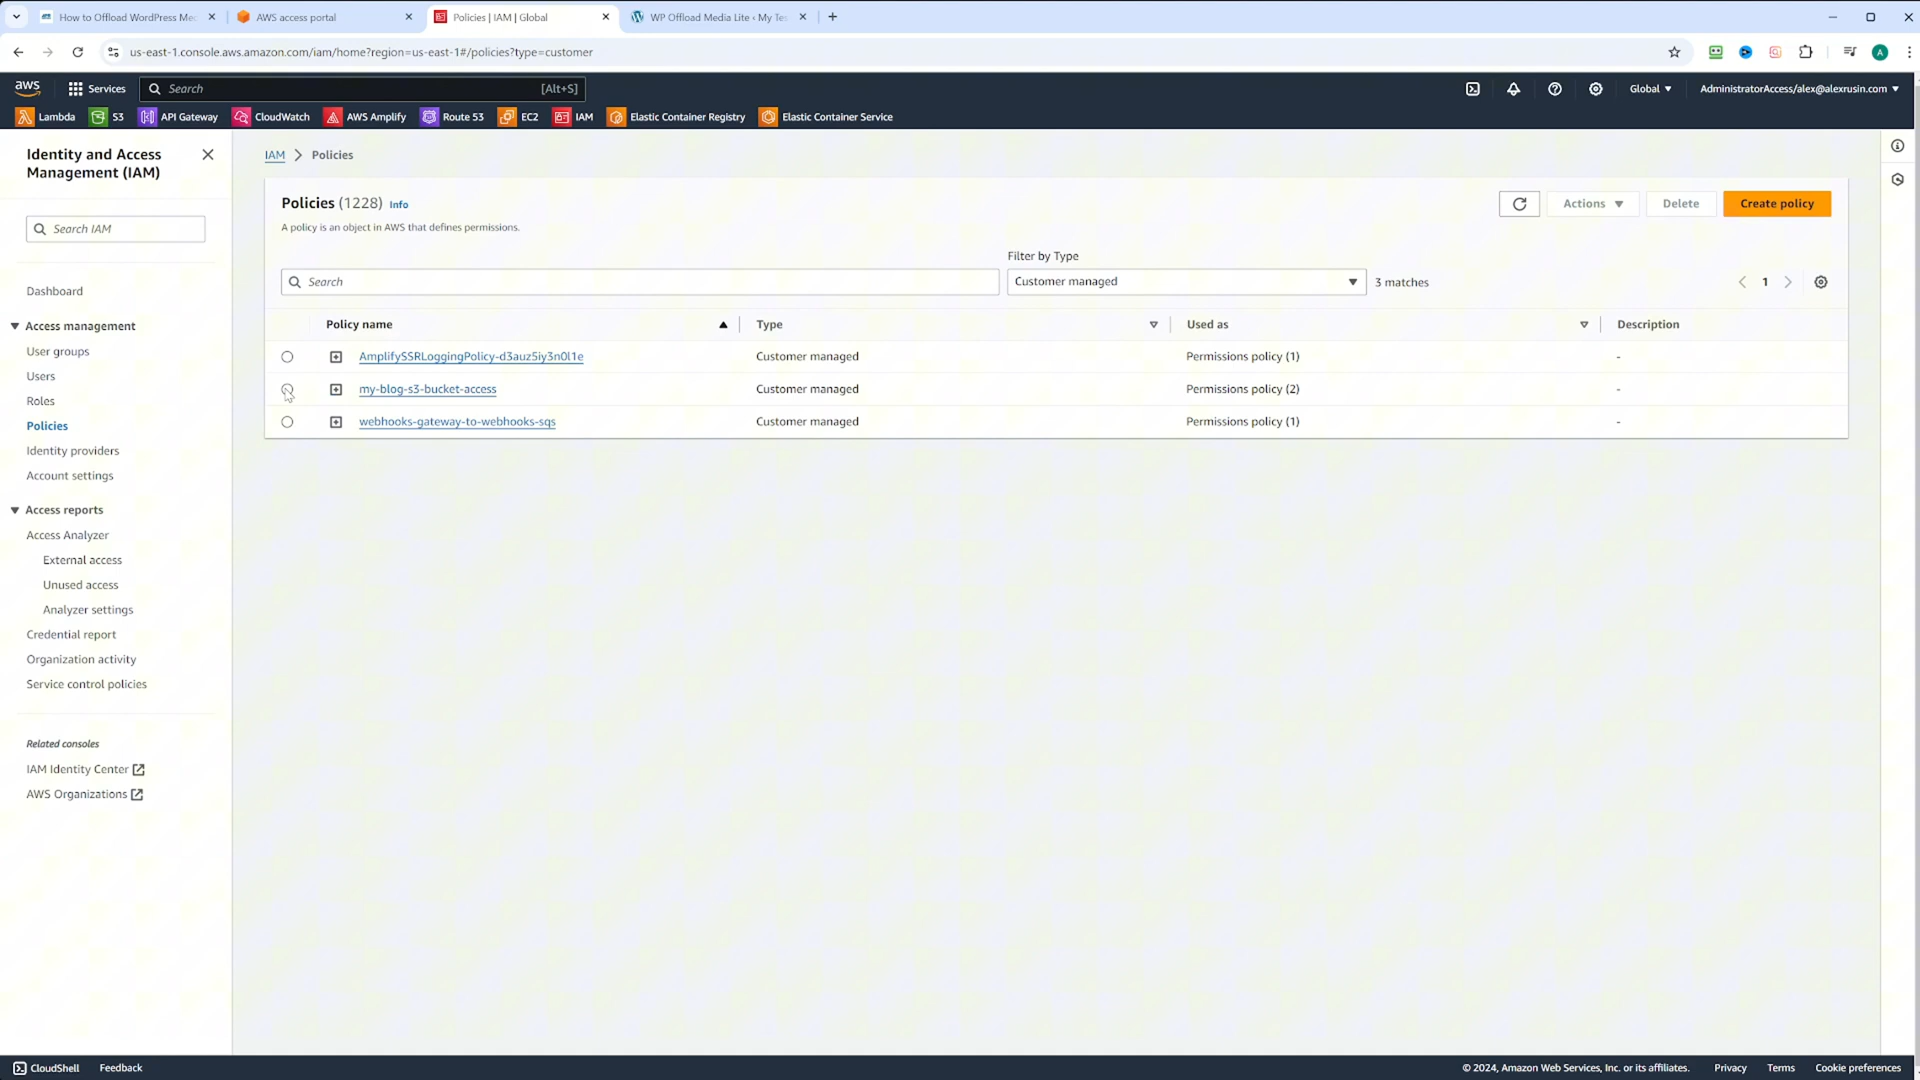 How to Offload WordPress Me
AWS access portal
Policies | IAM | Global
WP Offload Media Lite ‹ My Tes
us-east-1.console.aws.amazon.com/iam/home?region=us-east-1#/policies?type=customer
A
aws
Services
Search
[Alt+S]
Global
AdministratorAccess/alex@alexrusin.com
Lambda
S3
API Gateway
CloudWatch
AWS Amplify
Route 53
EC2
IAM
Elastic Container Registry
Elastic Container Service
Identity and Access
Management (IAM)
Search IAM
Dashboard
Access management
User groups
Users
Roles
Policies
Identity providers
Account settings
Access reports
Access Analyzer
External access
Unused access
Analyzer settings
Credential report
Organization activity
Service control policies
Related consoles
IAM Identity Center
AWS Organizations
IAM > Policies
Policies (1228) Info
A policy is an object in AWS that defines permissions.
Actions
Delete
Create policy
Filter by Type
Search
Customer managed
3 matches
1
Policy name
Type
Used as
Description
AmplifySSRLoggingPolicy-d3auz5iy3n0l1e
Customer managed
Permissions policy (1)
-
my-blog-s3-bucket-access
Customer managed
Permissions policy (2)
-
webhooks-gateway-to-webhooks-sqs
Customer managed
Permissions policy (1)
-
CloudShell
Feedback
© 2024, Amazon Web Services, Inc. or its affiliates.
Privacy
Terms
Cookie preferences